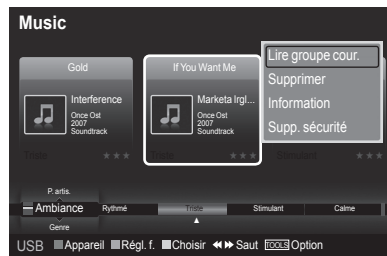 Music
Gold
If You Want Me
Lire groupe cour.
Supprimer
Information
Supp. sécurité
Interference
Once Ost
2007
Soundtrack
Marketa Irgl...
Once Ost
2007
Soundtrack
Triste ★★★
Triste ★★★
Stimulant ★★★
P. artis.
Ambiance Rythmé Triste Stimulant Calme
Genre
USB Appareil Régl. f. Choisir Saut TOOLS Option